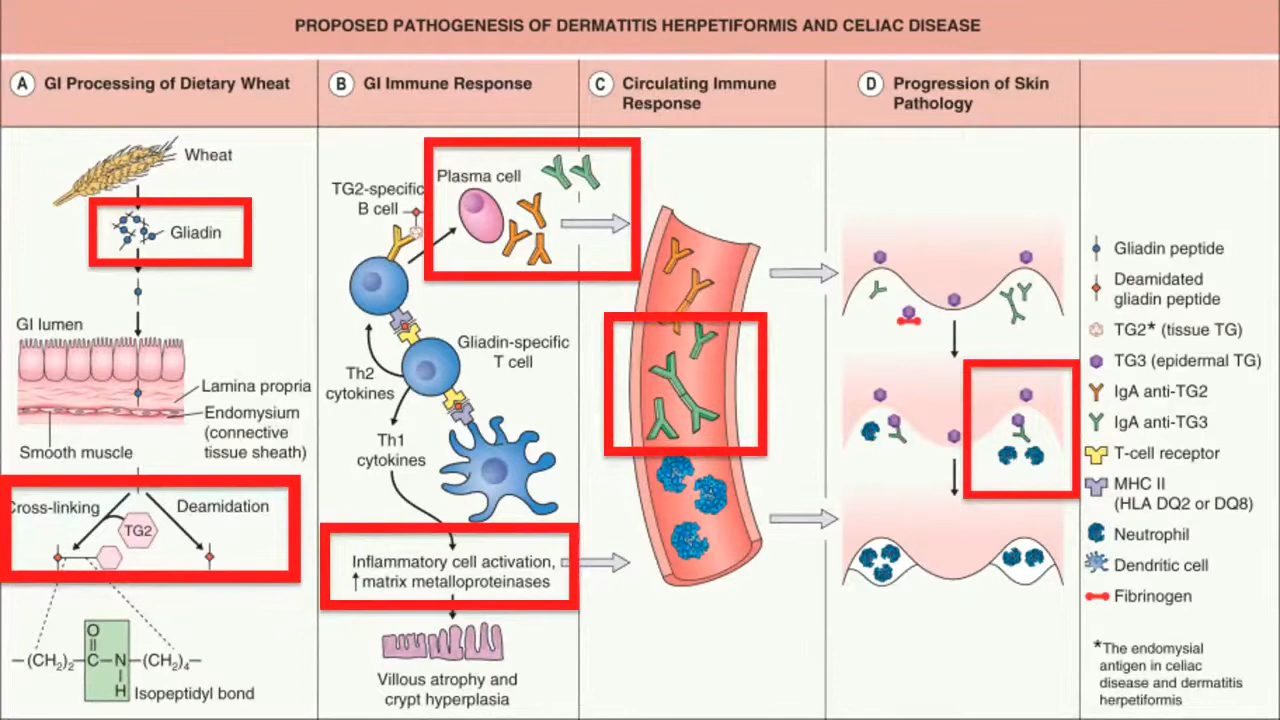 PROPOSED PATHOGENESIS OF DERMATITIS HERPETIFORMIS AND CELIAC DISEASE
A GI Processing of Dietary Wheat
B GI Immune Response
C Circulating Immune
Response
D Progression of Skin
Pathology
Wheat
Gliadin
GI lumen
Lamina propria
Endomysium
(connective
tissue sheath)
Smooth muscle
Cross-linking
Deamidation
TG2
O
–(CH₂)₂–C–N–(CH₂)₄–
H
Isopeptidyl bond
TG2-specific
B cell
Plasma cell
Gliadin-specific
T cell
Th2
cytokines
Th1
cytokines
Inflammatory cell activation,
↑matrix metalloproteinases
Villous atrophy and
crypt hyperplasia
Gliadin peptide
Deamidated
gliadin peptide
TG2* (tissue TG)
TG3 (epidermal TG)
IgA anti-TG2
IgA anti-TG3
T-cell receptor
MHC II
(HLA DQ2 or DQ8)
Neutrophil
Dendritic cell
Fibrinogen
*The endomysial
antigen in celiac
disease and dermatitis
herpetiformis